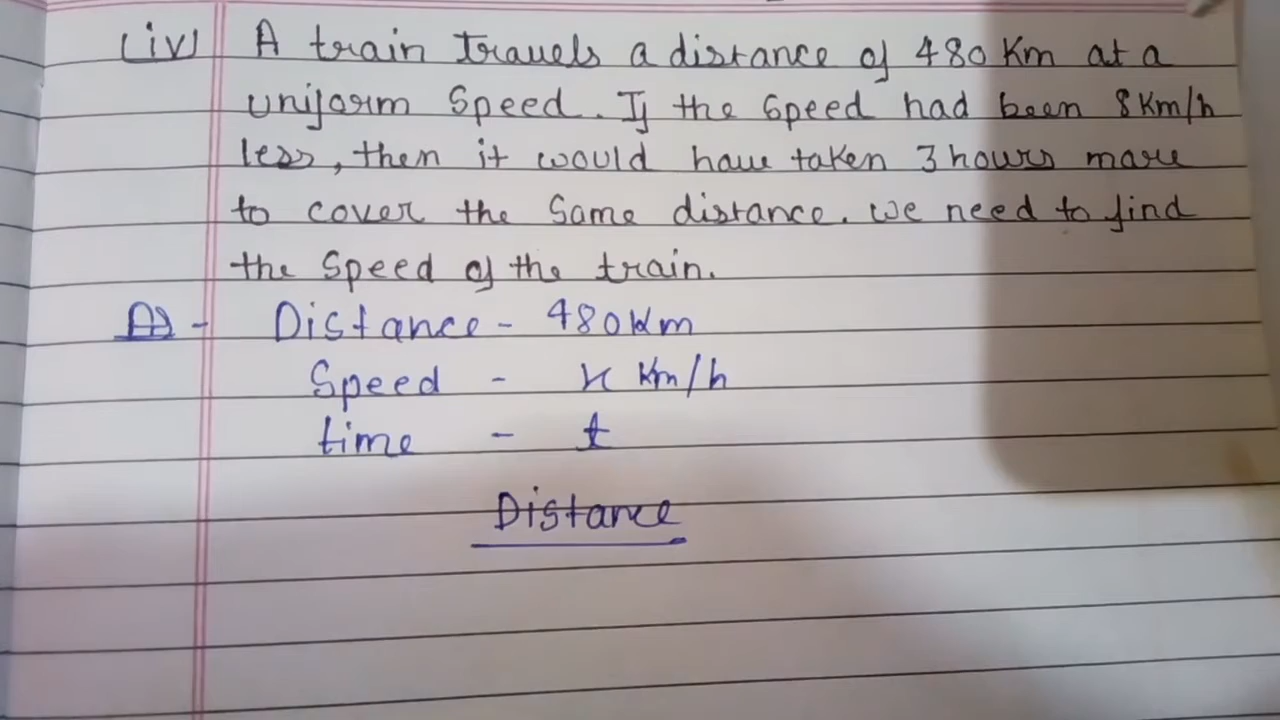 (iv) A train travels a distance of 480 Km at a
uniform speed. If the speed had been 8 Km/h
less, then it would have taken 3 hours more
to cover the same distance. We need to find
the speed of the train.
A) - Distance - 480 Km
Speed - x Km/h
time - t
Distance